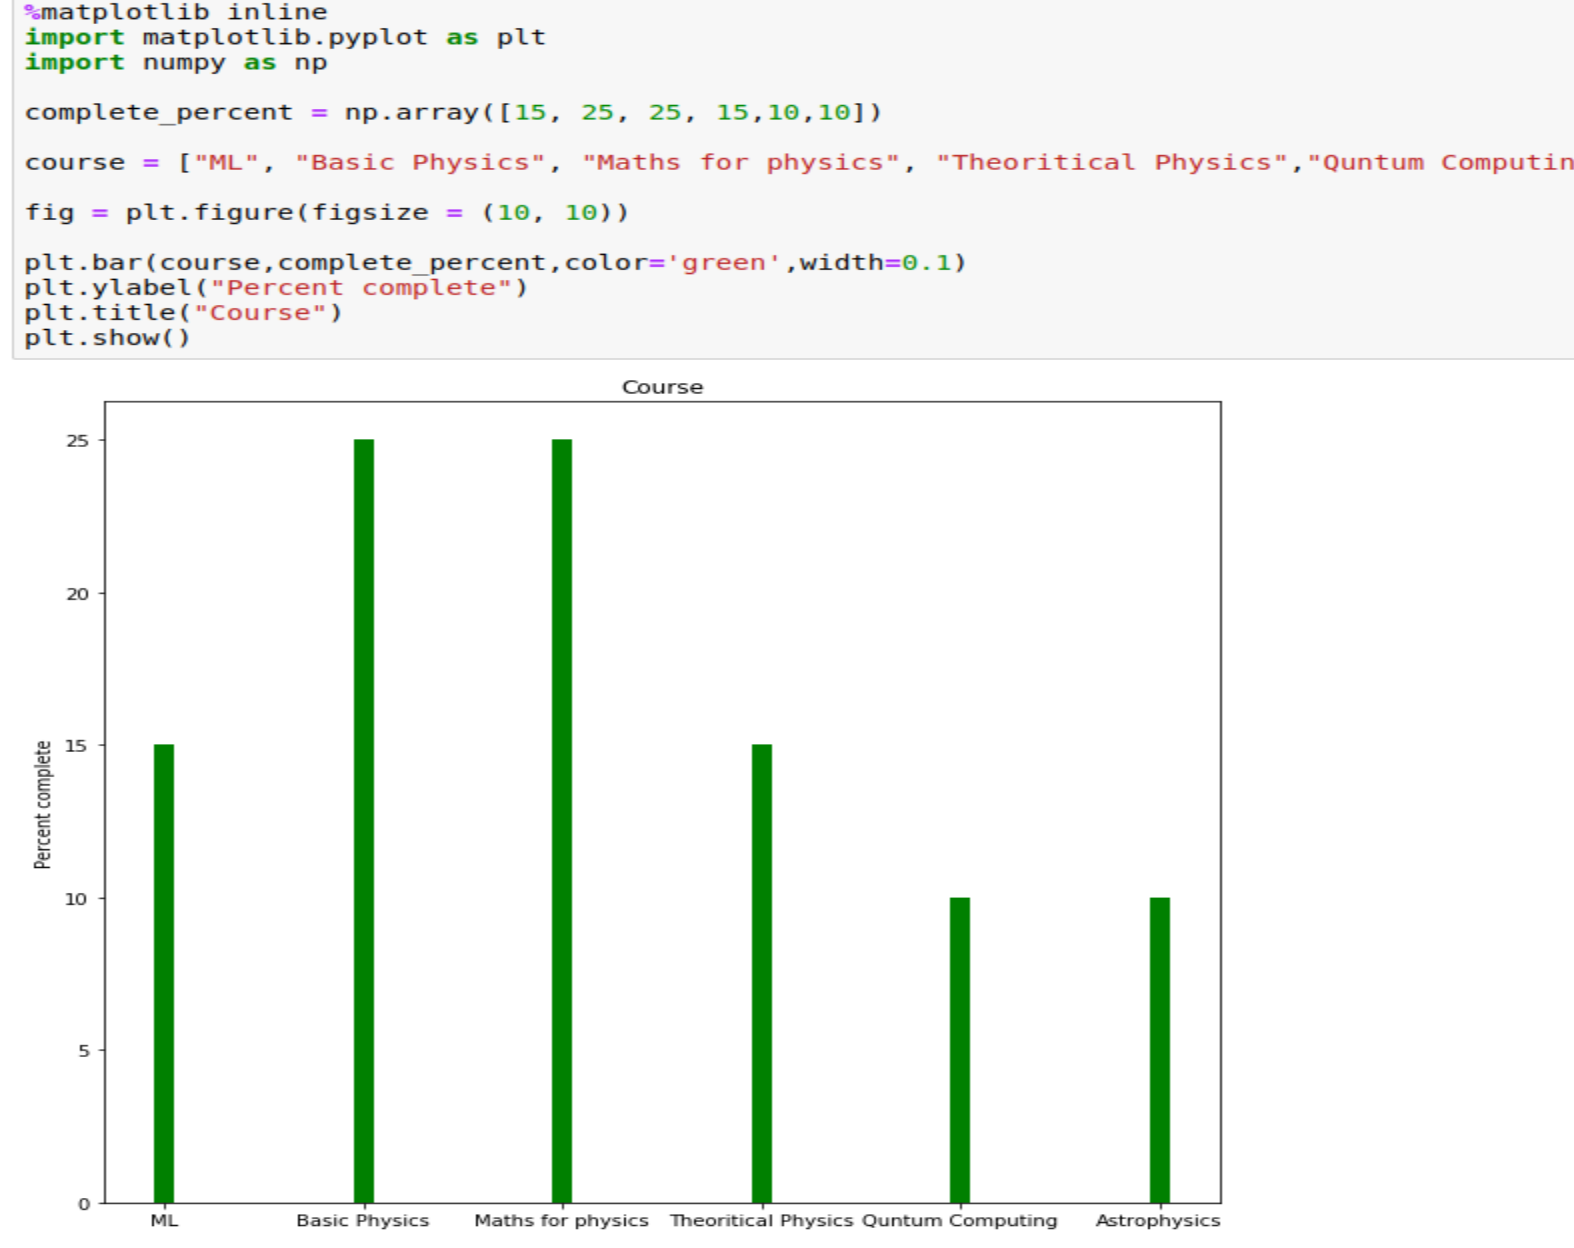 %matplotlib inline
import matplotlib.pyplot as plt
import numpy as np
complete_percent = np.array([15, 25, 25, 15,10,10])
course = ["ML", "Basic Physics", "Maths for physics", "Theoritical Physics","Quntum Computin
fig = plt.figure(figsize = (10, 10))
plt.bar(course,complete_percent,color='green',width=0.1)
plt.ylabel("Percent complete")
plt.title("Course")
plt.show()
Course
25
20
15
10
5
0
Percent complete
ML Basic Physics Maths for physics Theoritical Physics Quntum Computing Astrophysics